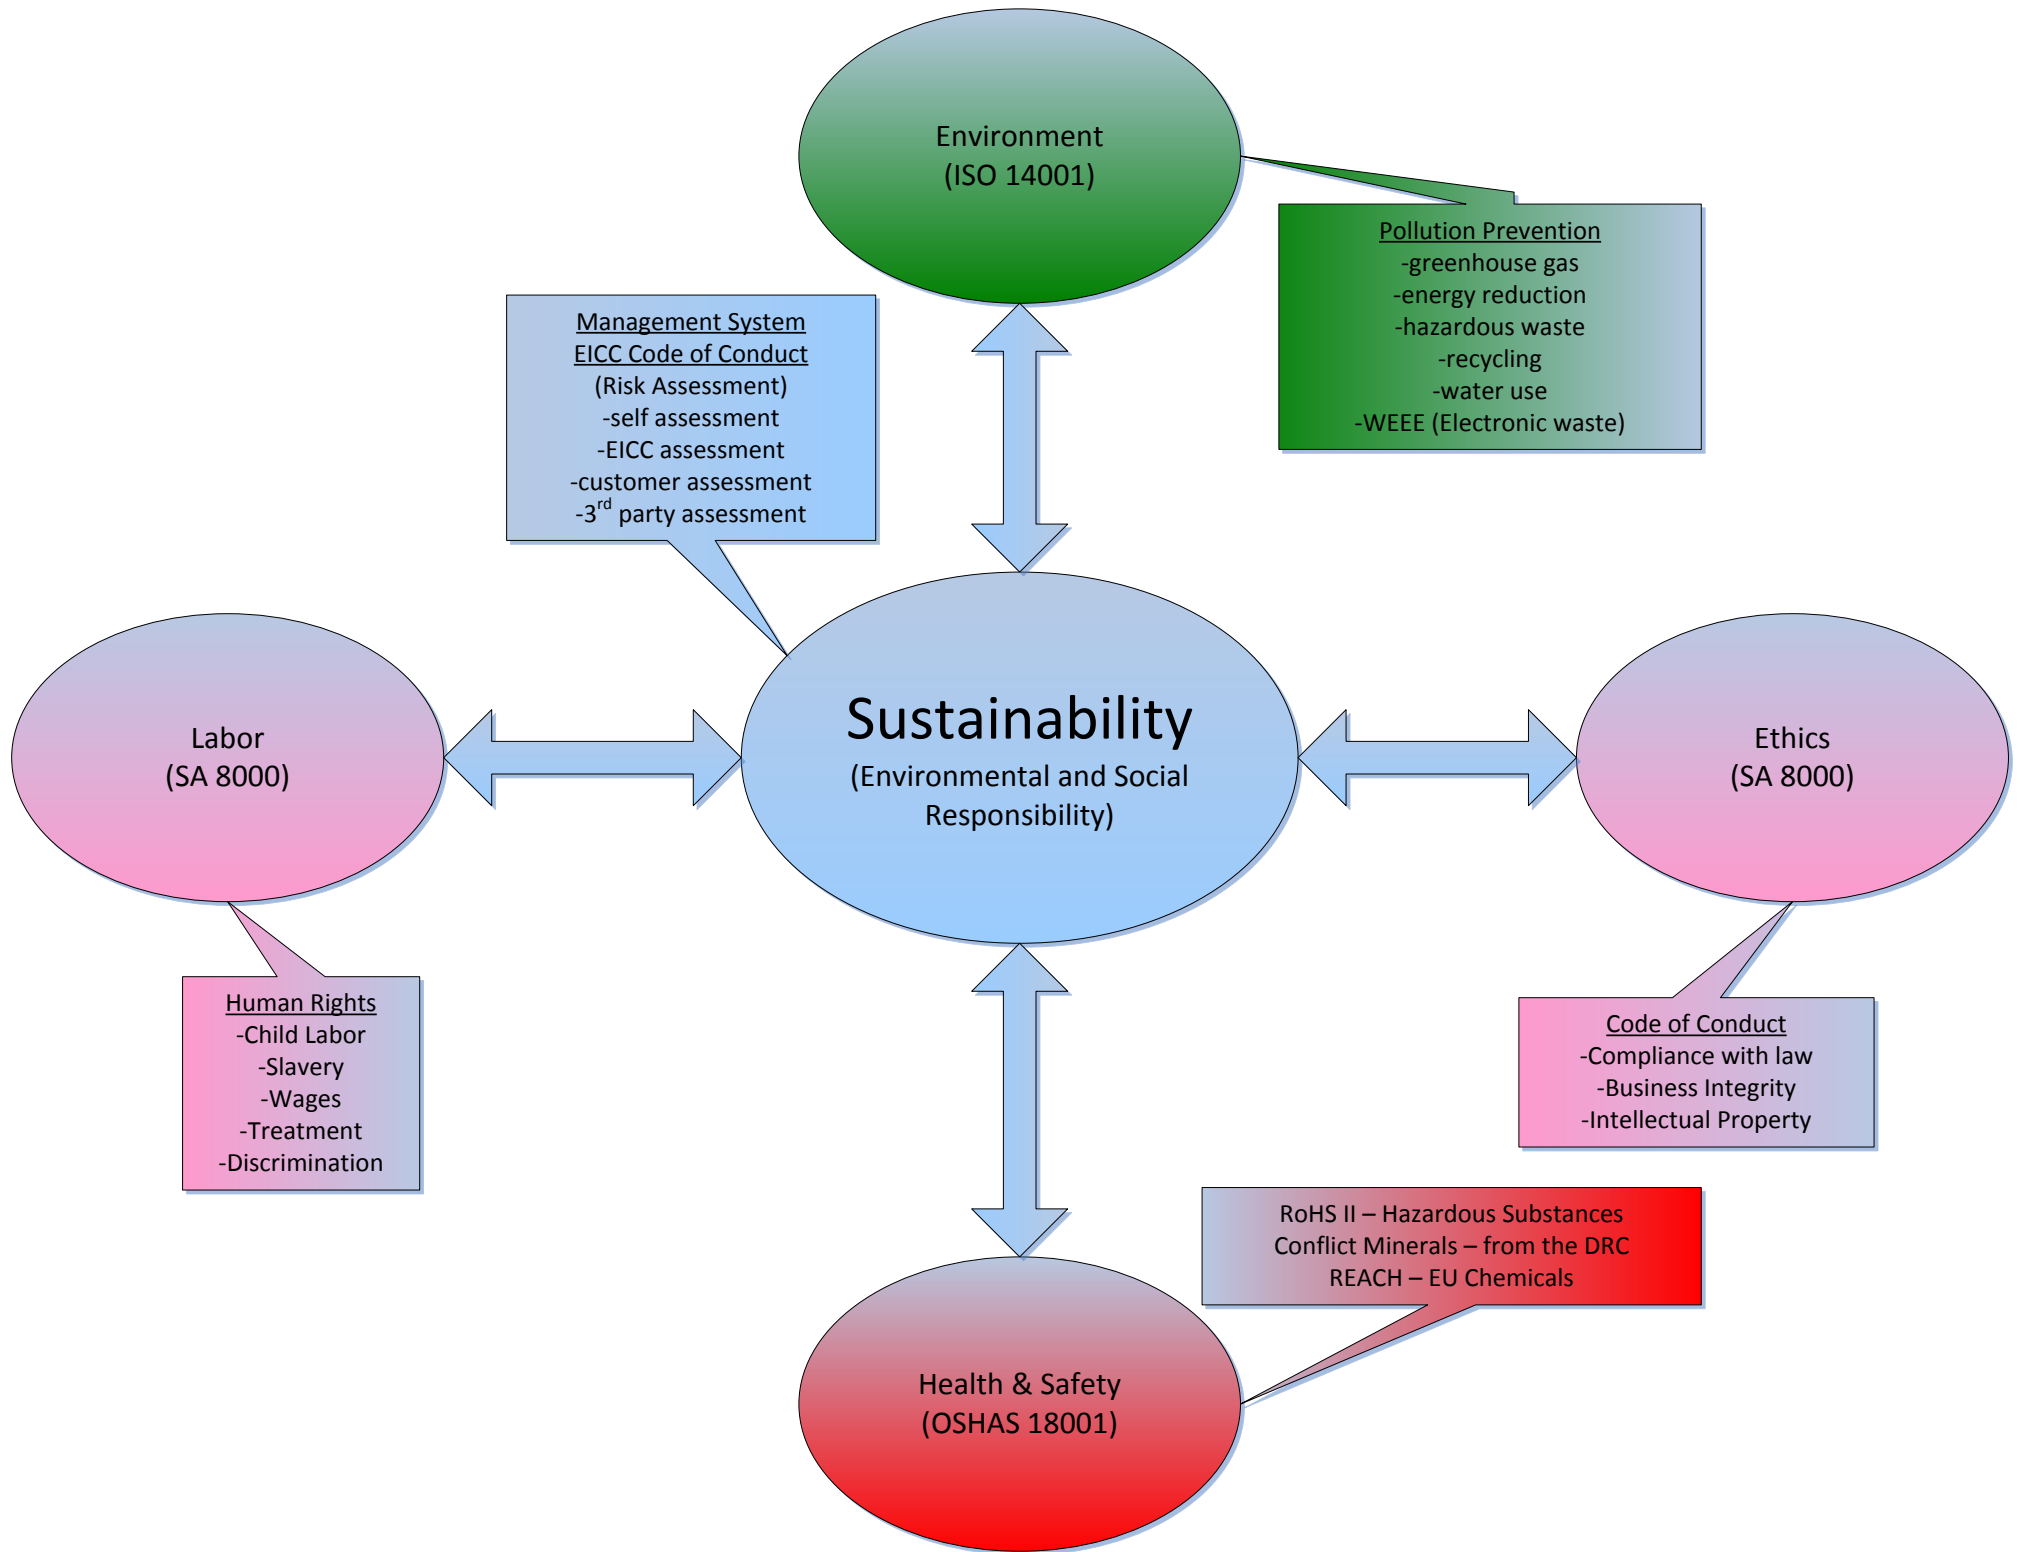 Environment
(ISO 14001)
Pollution Prevention
-greenhouse gas
-energy reduction
-hazardous waste
-recycling
-water use
-WEEE (Electronic waste)
Management System
EICC Code of Conduct
(Risk Assessment)
-self assessment
-EICC assessment
-customer assessment
-3rd party assessment
Labor
(SA 8000)
Sustainability
(Environmental and Social
Responsibility)
Ethics
(SA 8000)
Human Rights
-Child Labor
-Slavery
-Wages
-Treatment
-Discrimination
Code of Conduct
-Compliance with law
-Business Integrity
-Intellectual Property
RoHS II – Hazardous Substances
Conflict Minerals – from the DRC
REACH – EU Chemicals
Health & Safety
(OSHAS 18001)